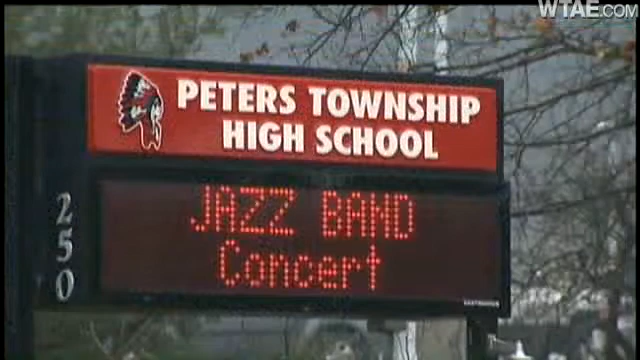 WTAE.COM
PETERS TOWNSHIP
HIGH SCHOOL
250
JAZZ BAND
Concert